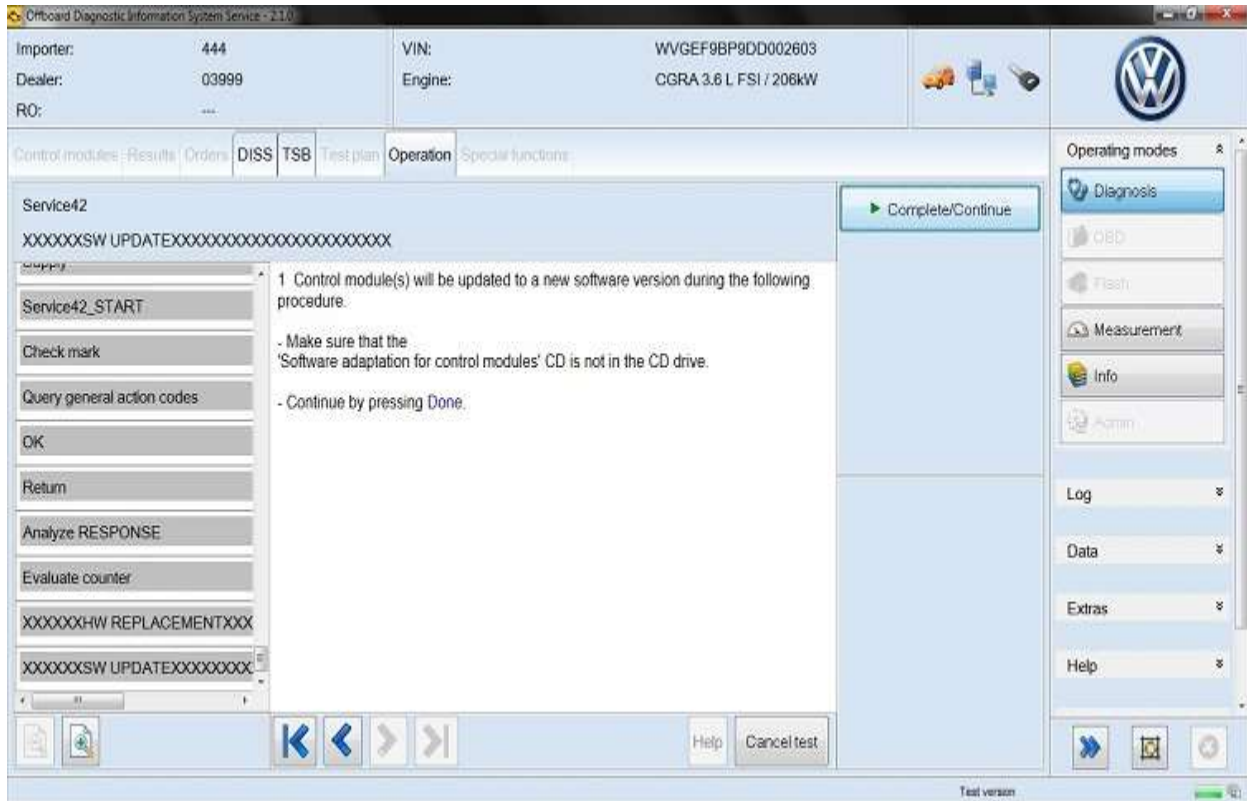 Offboard Diagnostic Information System Service - 2.1.0
Importer: 444 VIN: WVGEF9BP9DD002603
Dealer: 03999 Engine: CGRA 3.6 L FSI / 206kW
RO: ---
Control modules Results Orders DISS TSB Test plan Operation Special functions
Service42
XXXXXXSW UPDATEXXXXXXXXXXXXXXXXXXXXXX
Complete/Continue
Supply
Service42_START
Check mark
Query general action codes
OK
Return
Analyze RESPONSE
Evaluate counter
XXXXXXHW REPLACEMENTXXX
XXXXXXSW UPDATEXXXXXXXX
1 Control module(s) will be updated to a new software version during the following
procedure.
- Make sure that the
'Software adaptation for control modules' CD is not in the CD drive.
- Continue by pressing Done.
Help Cancel test
Operating modes
Diagnosis
OBD
Flash
Measurement
Info
Admin
Log
Data
Extras
Help
Test version